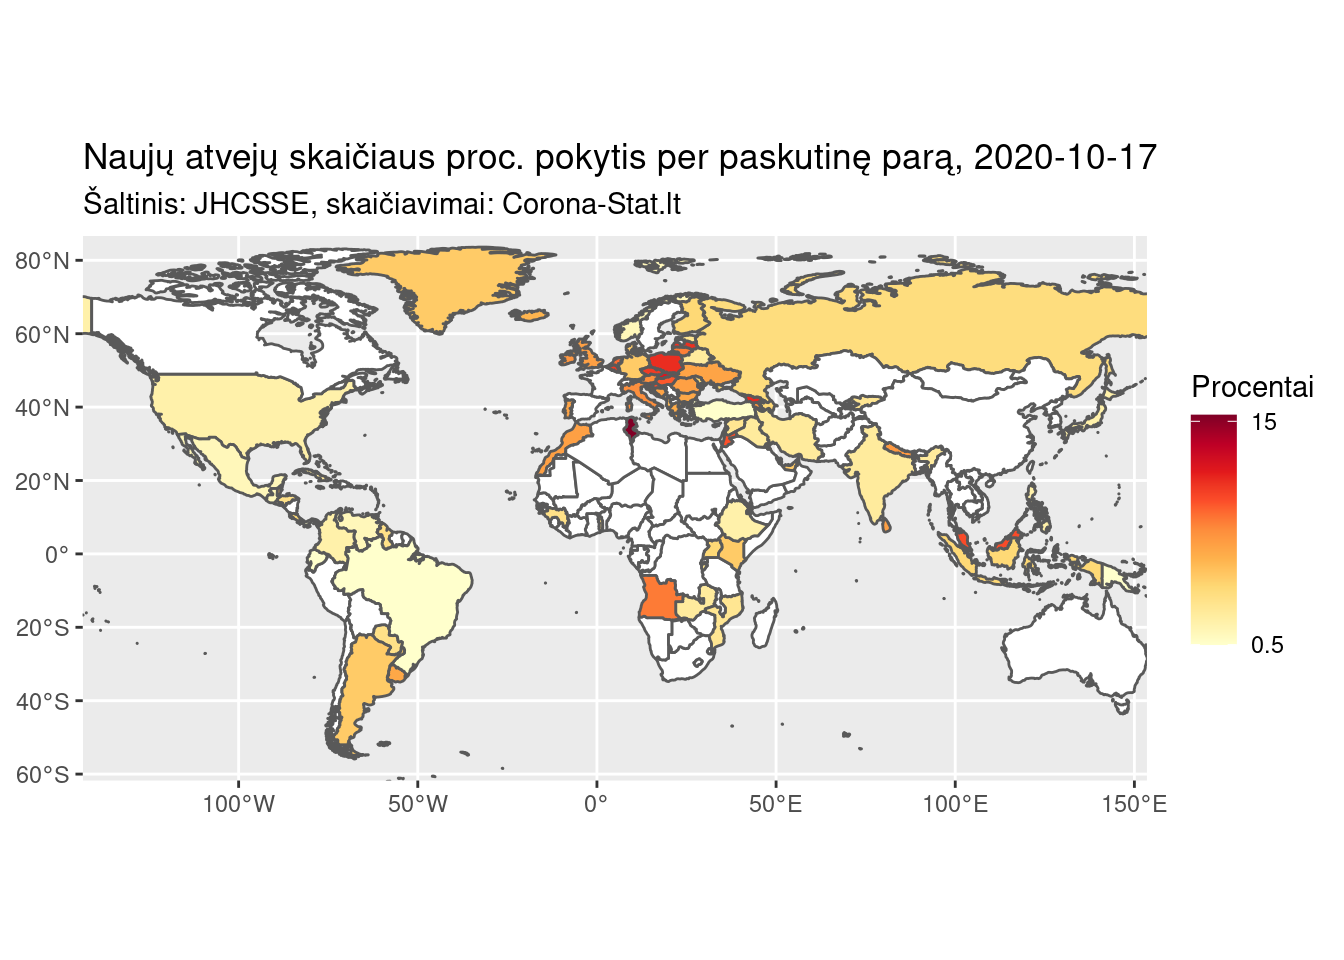 Naujų atvejų skaičiaus proc. pokytis per paskutinę parą, 2020-10-17
Šaltinis: JHCSSE, skaičiavimai: Corona-Stat.lt
80°N
60°N
40°N
20°N
0°
20°S
40°S
60°S
100°W
50°W
0°
50°E
100°E
150°E
Procentai
15
0.5